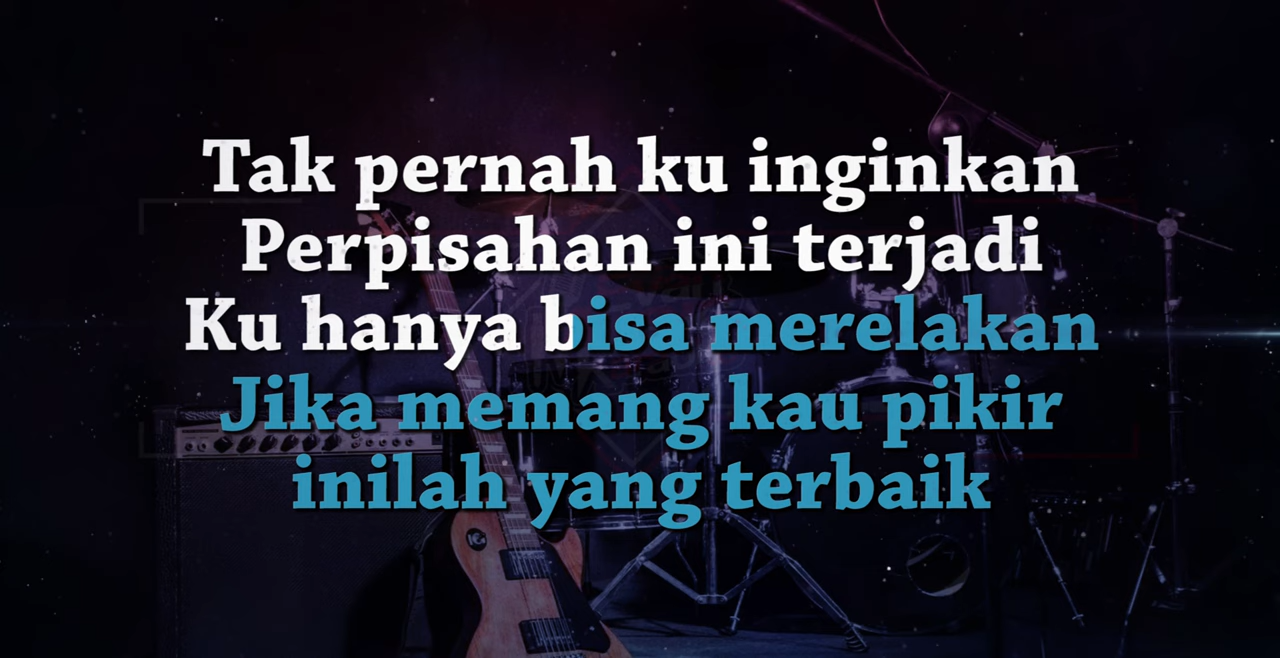 Tak pernah ku inginkan
Perpisahan ini terjadi
Ku hanya bisa merelakan
Jika memang kau pikir
inilah yang terbaik